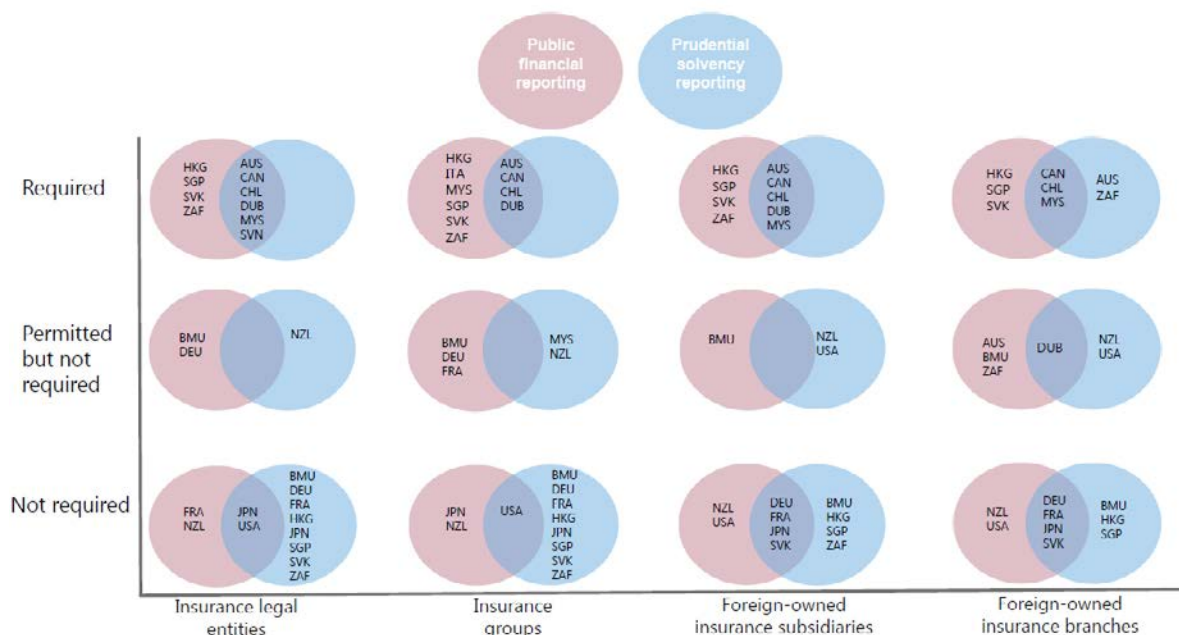 Public
financial
reporting
Prudential
solvency
reporting
Required
HKG
SGP
SVK
ZAF
AUS
CAN
CHL
DUB
MYS
SVN
HKG
ITA
MYS
SGP
SVK
ZAF
AUS
CAN
CHL
DUB
HKG
SGP
SVK
ZAF
AUS
CAN
CHL
DUB
MYS
HKG
SGP
SVK
CAN
CHL
MYS
AUS
ZAF
Permitted
but not
required
BMU
DEU
NZL
BMU
DEU
FRA
MYS
NZL
BMU
NZL
USA
AUS
BMU
ZAF
DUB
NZL
USA
Not required
FRA
NZL
JPN
USA
BMU
DEU
FRA
HKG
JPN
SGP
SVK
ZAF
JPN
NZL
USA
BMU
DEU
FRA
HKG
JPN
SGP
SVK
ZAF
NZL
USA
DEU
FRA
JPN
SVK
BMU
HKG
SGP
ZAF
NZL
USA
DEU
FRA
JPN
SVK
BMU
HKG
SGP
Insurance legal
entities
Insurance
groups
Foreign-owned
insurance subsidiaries
Foreign-owned
insurance branches